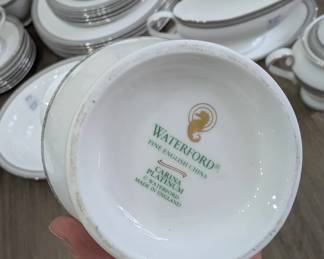 WATERFORD®
FINE ENGLISH CHINA
CARINA
PLATINUM
© WATERFORD
MADE IN ENGLAND